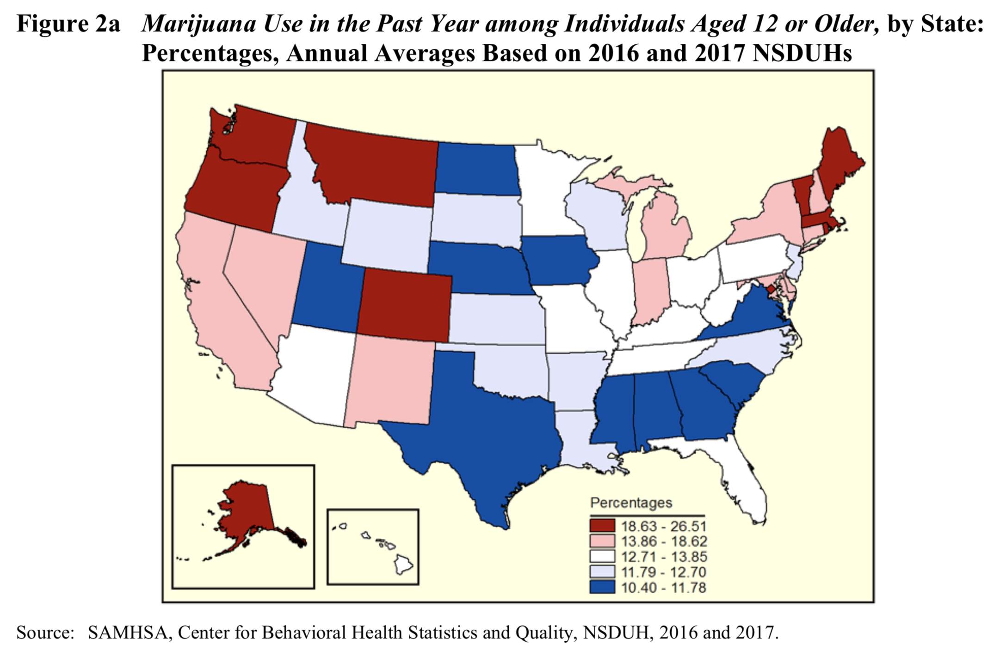 Figure 2a Marijuana Use in the Past Year among Individuals Aged 12 or Older, by State:
Percentages, Annual Averages Based on 2016 and 2017 NSDUHs
Percentages
18.63 - 26.51
13.86 - 18.62
12.71 - 13.85
11.79 - 12.70
10.40 - 11.78
Source: SAMHSA, Center for Behavioral Health Statistics and Quality, NSDUH, 2016 and 2017.